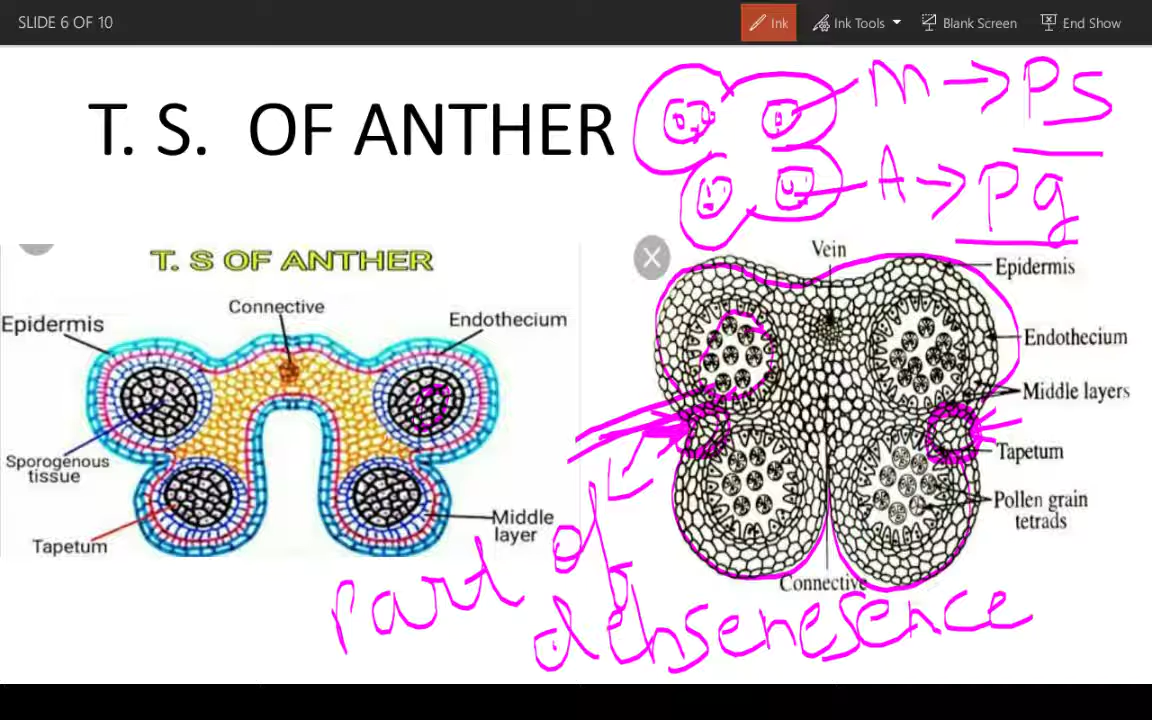 SLIDE 6 OF 10
Ink
Ink Tools
Blank Screen
End Show
T. S. OF ANTHER
M → PS
A → Pg
T. S OF ANTHER
Connective
Epidermis
Endothecium
Sporogenous
tissue
Tapetum
Middle
layer
Vein
Epidermis
Endothecium
Middle layers
Tapetum
Pollen grain
tetrads
Connective
Part of
dehsenesence